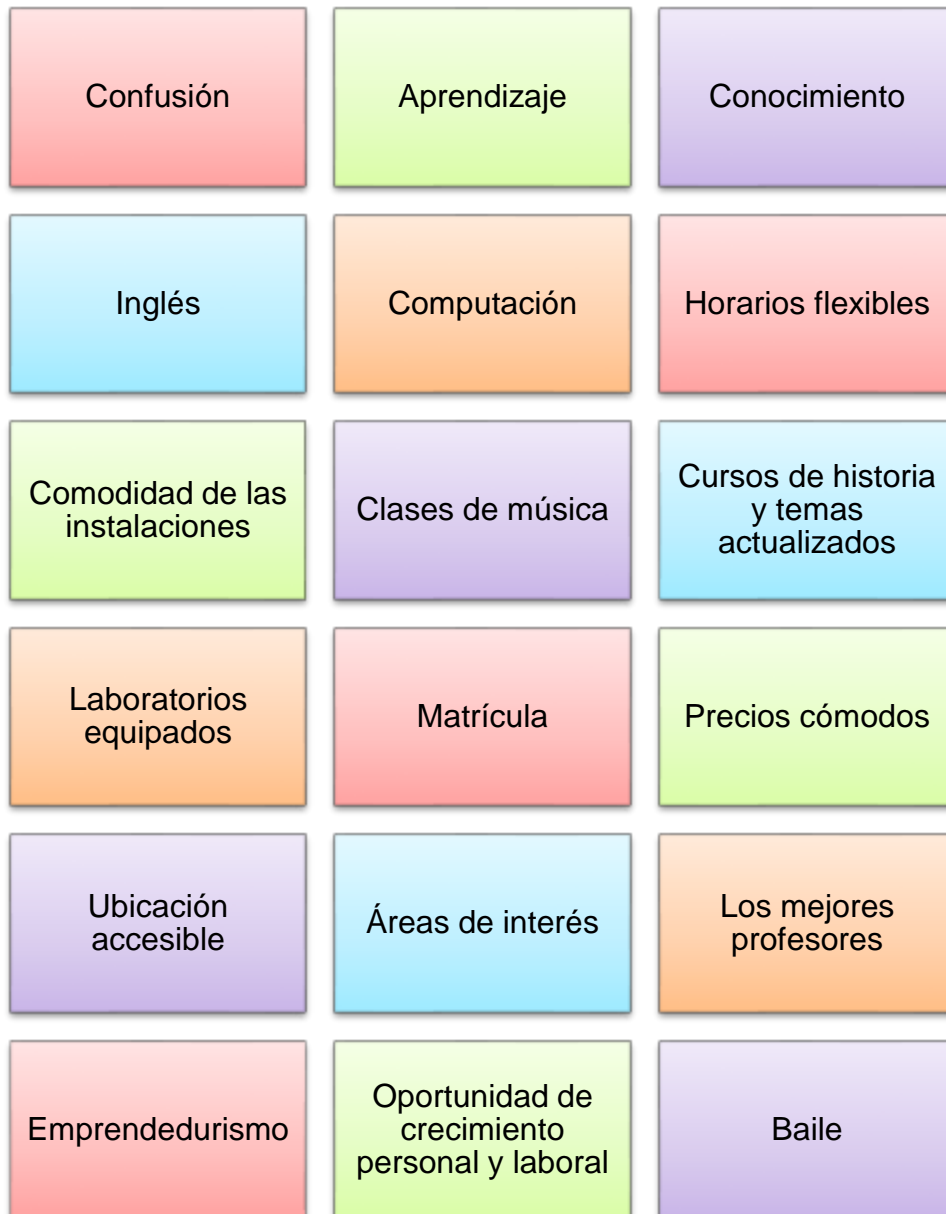 Confusión
Aprendizaje
Conocimiento
Inglés
Computación
Horarios flexibles
Comodidad de las
instalaciones
Clases de música
Cursos de historia
y temas
actualizados
Laboratorios
equipados
Matrícula
Precios cómodos
Ubicación
accesible
Áreas de interés
Los mejores
profesores
Emprendedurismo
Oportunidad de
crecimiento
personal y laboral
Baile